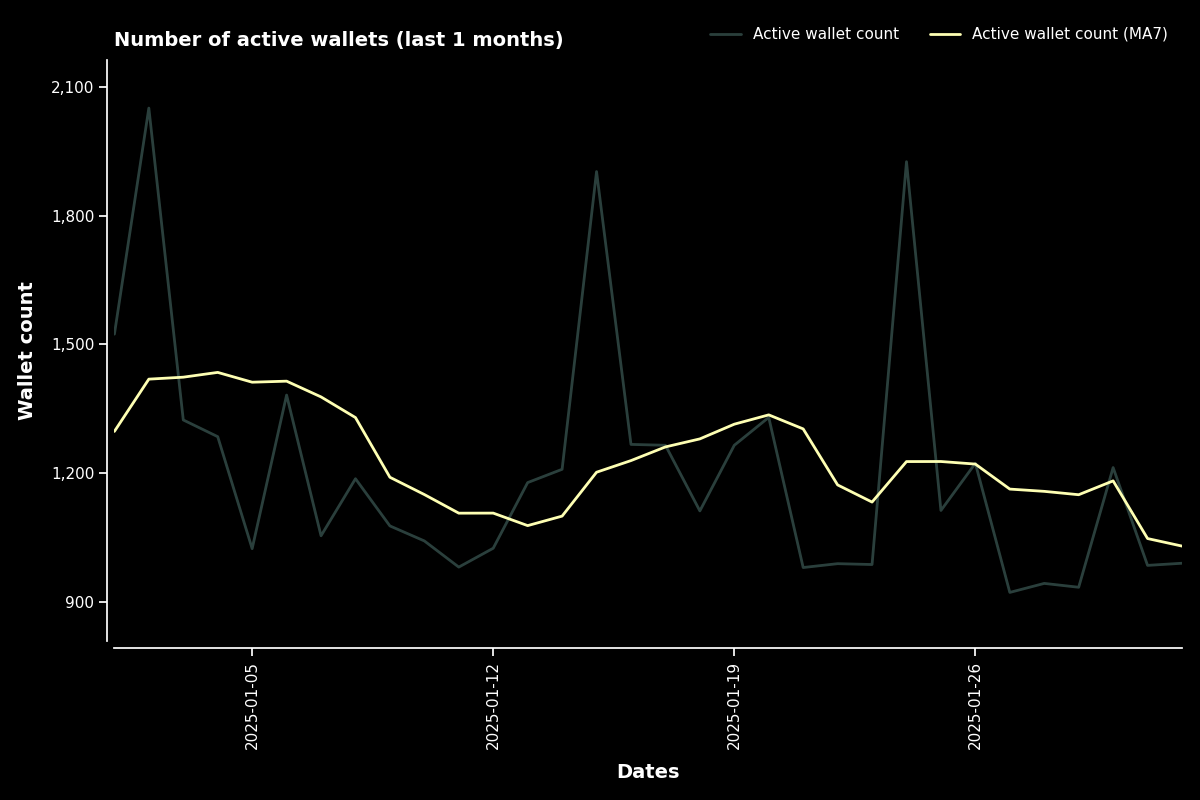 Number of active wallets (last 1 months)
Active wallet count
Active wallet count (MA7)
Wallet count
2,100
1,800
1,500
1,200
900
2025-01-05
2025-01-12
2025-01-19
2025-01-26
Dates